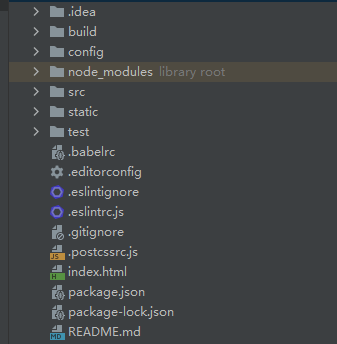 .idea
build
config
node_modules library root
src
static
test
.babelrc
.editorconfig
.eslintignore
.eslintrc.js
.gitignore
.postcssrc.js
index.html
package.json
package-lock.json
README.md